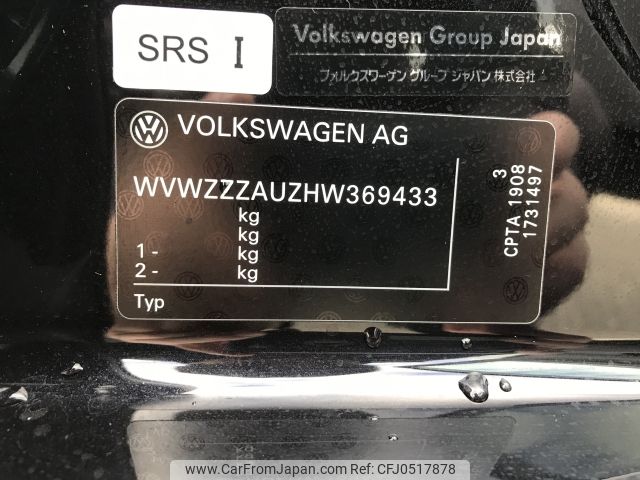 SRS I
Volkswagen Group Japan
フォルクスワーゲン グループ ジャパン 株式会社
VOLKSWAGEN AG
WVWZZZAUZHW369433
kg
kg
1 - kg
2 - kg
Typ
3
CPTA 1908
1731497
www.CarFromJapan.com | CFJ0517878